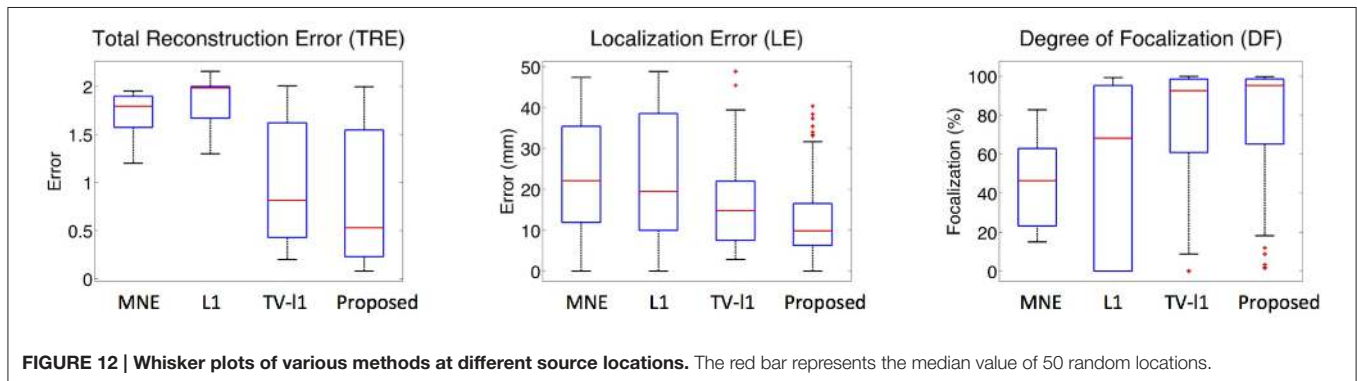 Total Reconstruction Error (TRE)
Error
2
1.5
1
0.5
0
MNE L1 TV-l1 Proposed
Localization Error (LE)
Error (mm)
50
40
30
20
10
0
MNE L1 TV-l1 Proposed
Degree of Focalization (DF)
Focalization (%)
100
80
60
40
20
0
MNE L1 TV-l1 Proposed
FIGURE 12 | Whisker plots of various methods at different source locations. The red bar represents the median value of 50 random locations.